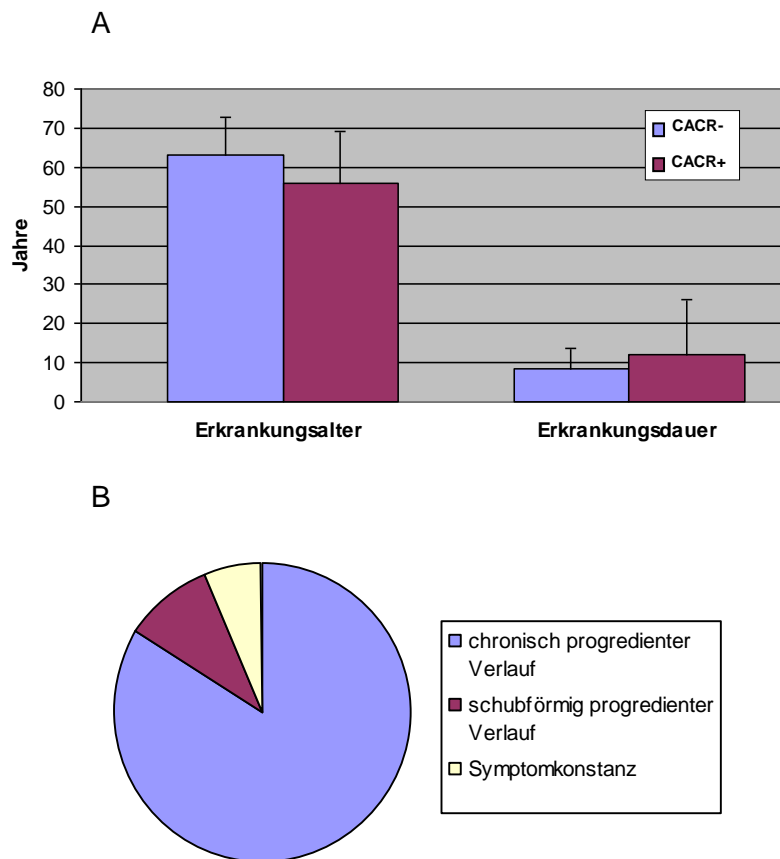 A
80
70
60
50
40
30
20
10
0
Jahre
CACR-
CACR+
Erkrankungsalter
Erkrankungsdauer
B
chronisch progredienter
Verlauf
schubförmig progredienter
Verlauf
Symptomkonstanz